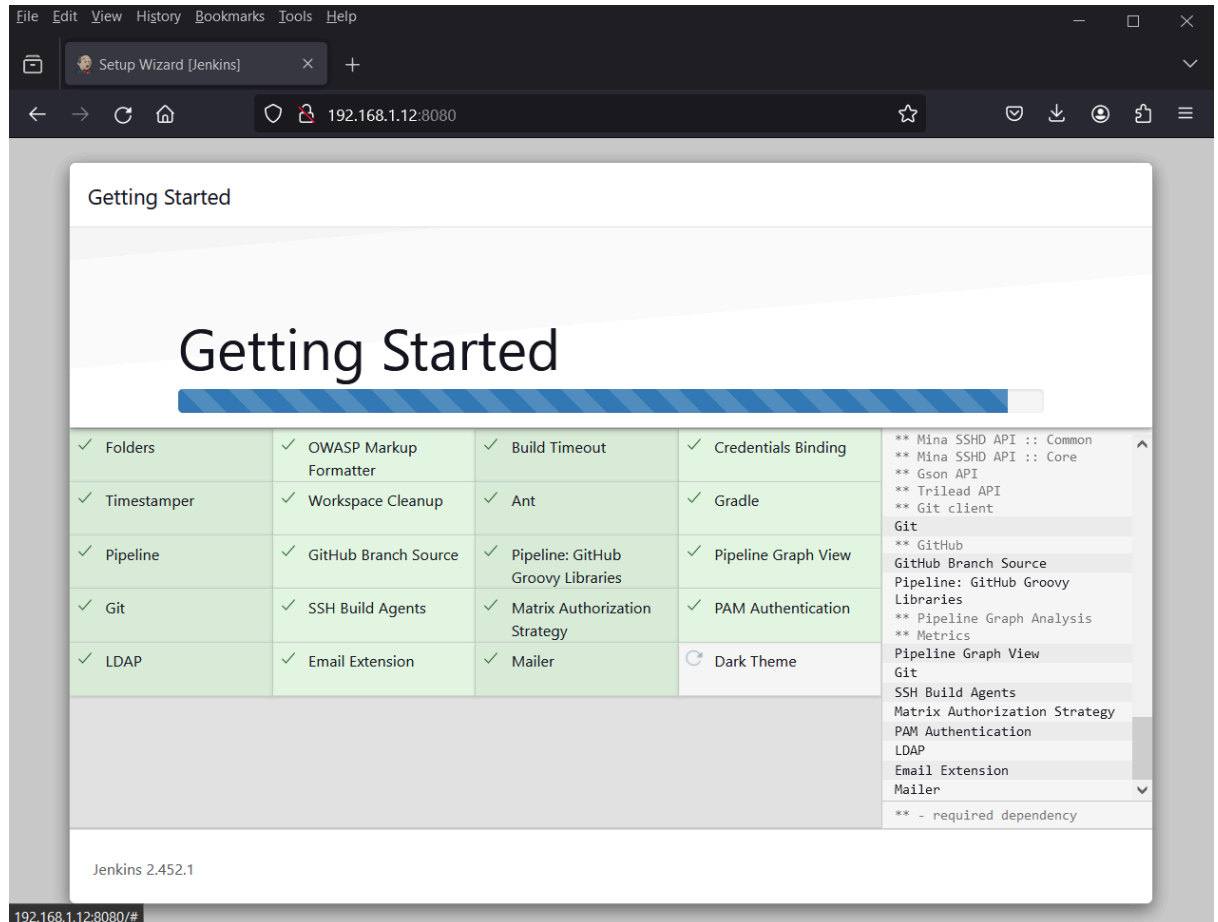 File Edit View History Bookmarks Tools Help
Setup Wizard [Jenkins]
192.168.1.12:8080
Getting Started
Getting Started
Folders
OWASP Markup
Formatter
Build Timeout
Credentials Binding
Timestamper
Workspace Cleanup
Ant
Gradle
Pipeline
GitHub Branch Source
Pipeline: GitHub
Groovy Libraries
Pipeline Graph View
Git
SSH Build Agents
Matrix Authorization
Strategy
PAM Authentication
LDAP
Email Extension
Mailer
Dark Theme
** Mina SSHD API :: Common
** Mina SSHD API :: Core
** Gson API
** Trilead API
** Git client
Git
** GitHub
GitHub Branch Source
Pipeline: GitHub Groovy
Libraries
** Pipeline Graph Analysis
** Metrics
Pipeline Graph View
Git
SSH Build Agents
Matrix Authorization Strategy
PAM Authentication
LDAP
Email Extension
Mailer
** - required dependency
Jenkins 2.452.1
192.168.1.12:8080/#